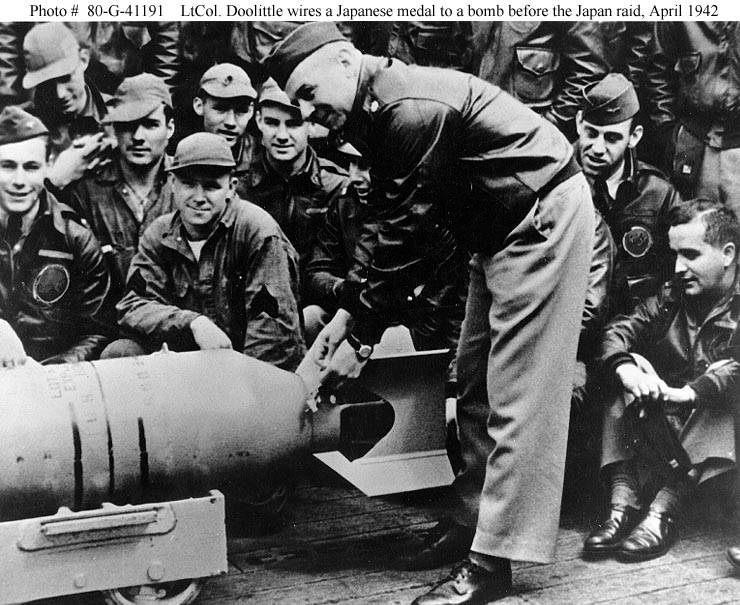 Photo # 80-G-41191 LtCol. Doolittle wires a Japanese medal to a bomb before the Japan raid, April 1942